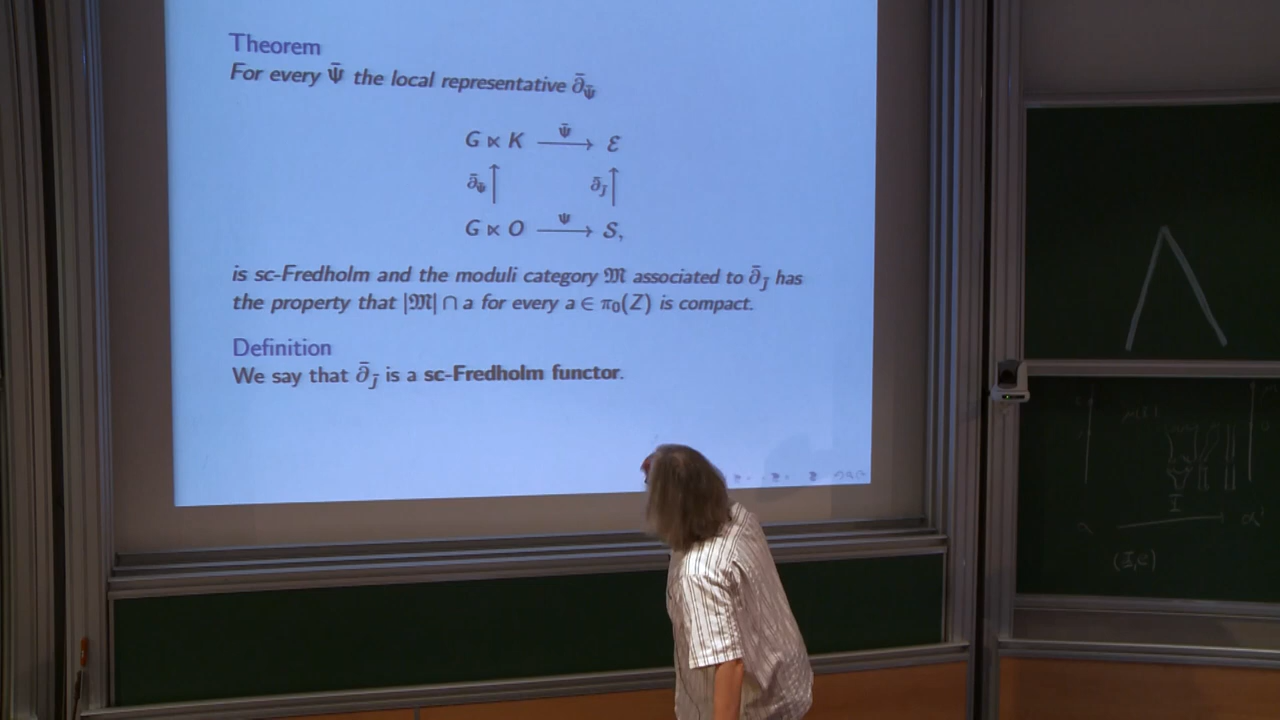 Theorem
For every Ψ̄ the local representative ∂̄_Ψ̄
G ⋉ K —Ψ̄→ ℰ
∂̄_Ψ̄ ↑ ∂̄_J̃ ↑
G ⋉ O —Ψ→ 𝒮,
is sc-Fredholm and the moduli category 𝔐 associated to ∂̄_J̃ has
the property that |𝔐| ∩ a for every a ∈ π₀(Z) is compact.
Definition
We say that ∂̄_J̃ is a sc-Fredholm functor.